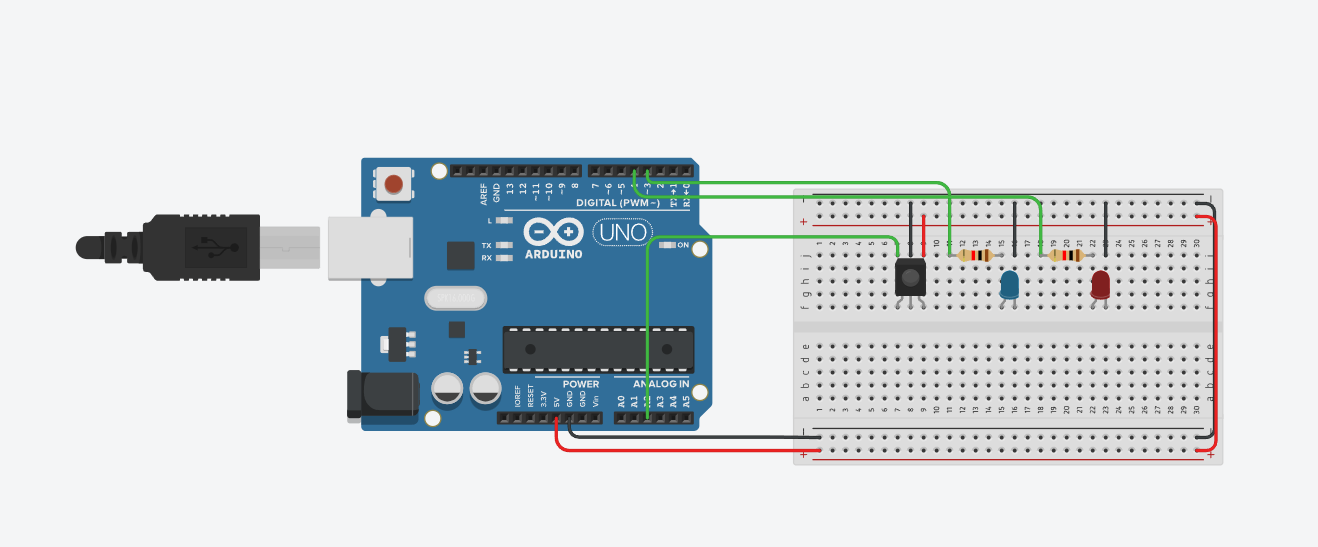 AREF
GND
13
12
~11
~10
~9
8
7
~6
~5
~3
2
TX→1
RX←0
DIGITAL (PWM~)
L
TX
RX
UNO
ON
ARDUINO
POWER
ANALOG IN
IOREF
RESET
3.3V
5V
GND
GND
Vin
A0
A1
A3
A4
A5
- -
+ +
1 2 3 4 5 6 7 8 9 10 11 12 13 14 15 16 17 18 19 20 21 22 23 24 25 26 27 28 29 30
j j
i i
h h
g g
f f
e e
d d
c c
b b
a a
1 2 3 4 5 6 7 8 9 10 11 12 13 14 15 16 17 18 19 20 21 22 23 24 25 26 27 28 29 30
- -
+ +